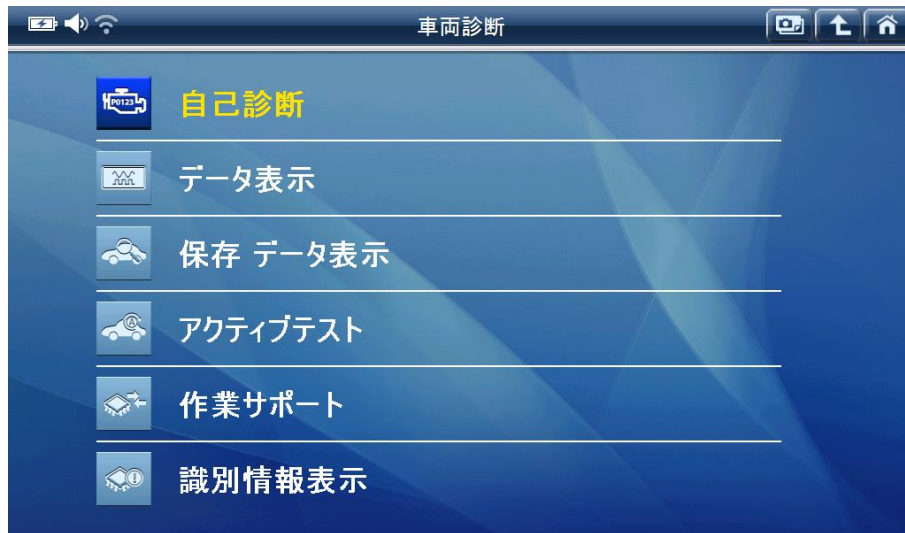 車両診断
P0123
自己診断
データ表示
保存 データ表示
アクティブテスト
作業サポート
識別情報表示